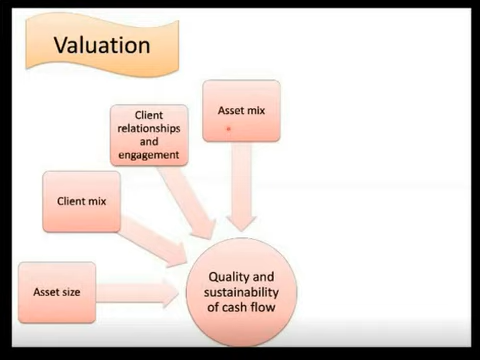 Valuation
Asset mix
Client
relationships
and
engagement
Client mix
Asset size
Quality and
sustainability
of cash flow